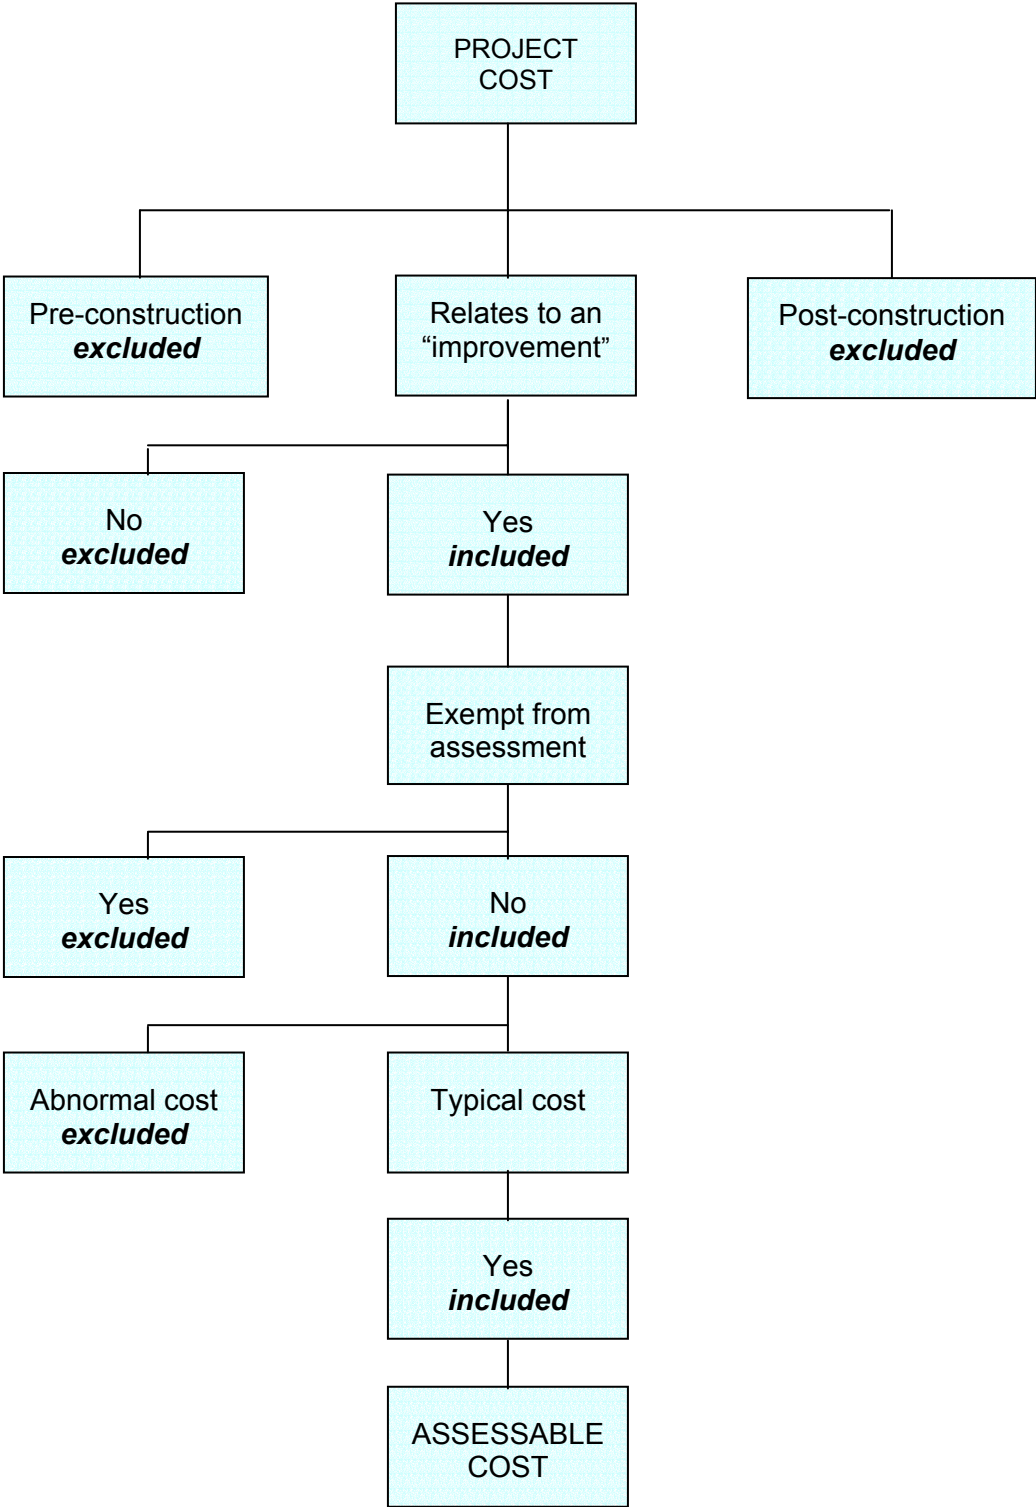 PROJECT
COST
Pre-construction
excluded
Relates to an
“improvement”
Post-construction
excluded
No
excluded
Yes
included
Exempt from
assessment
Yes
excluded
No
included
Abnormal cost
excluded
Typical cost
Yes
included
ASSESSABLE
COST